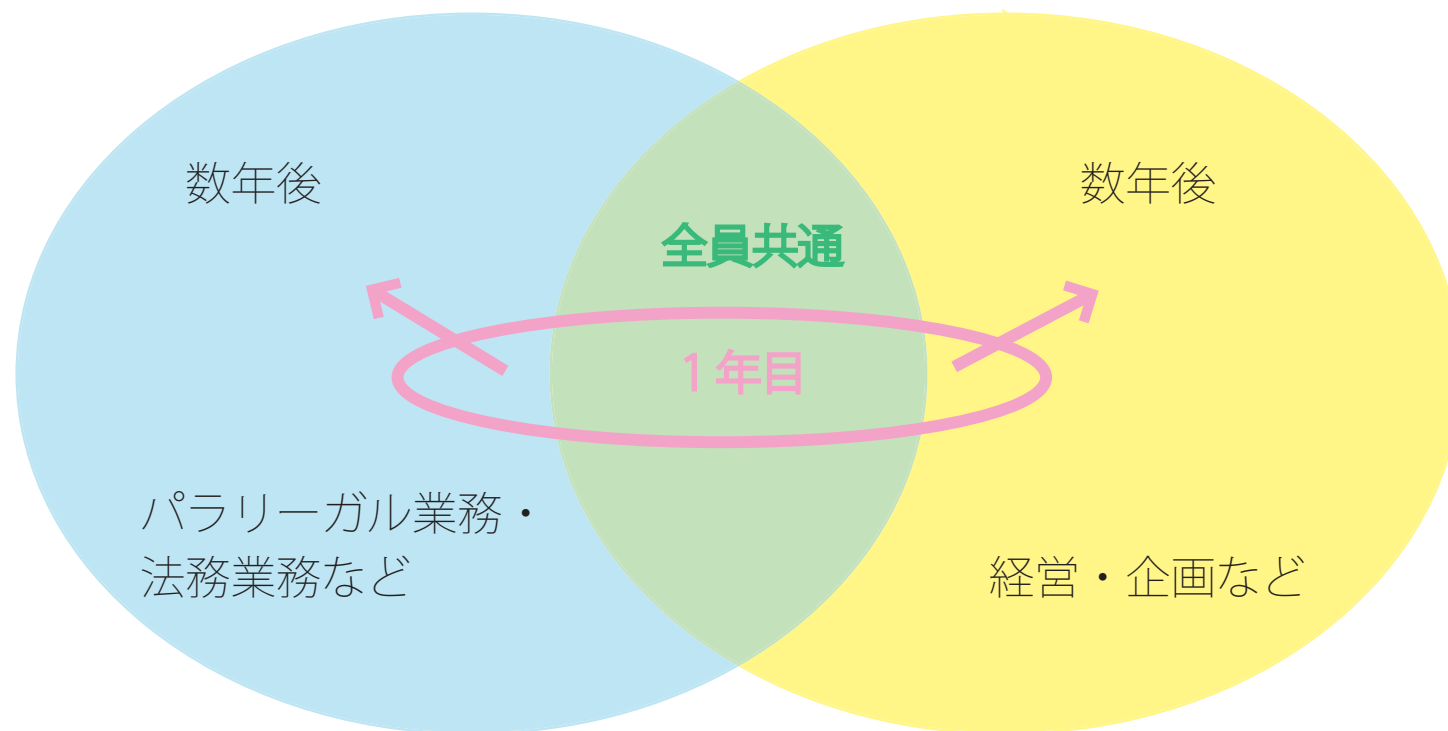 数年後
数年後
全員共通
1年目
パラリーガル業務・
法務業務など
経営・企画など